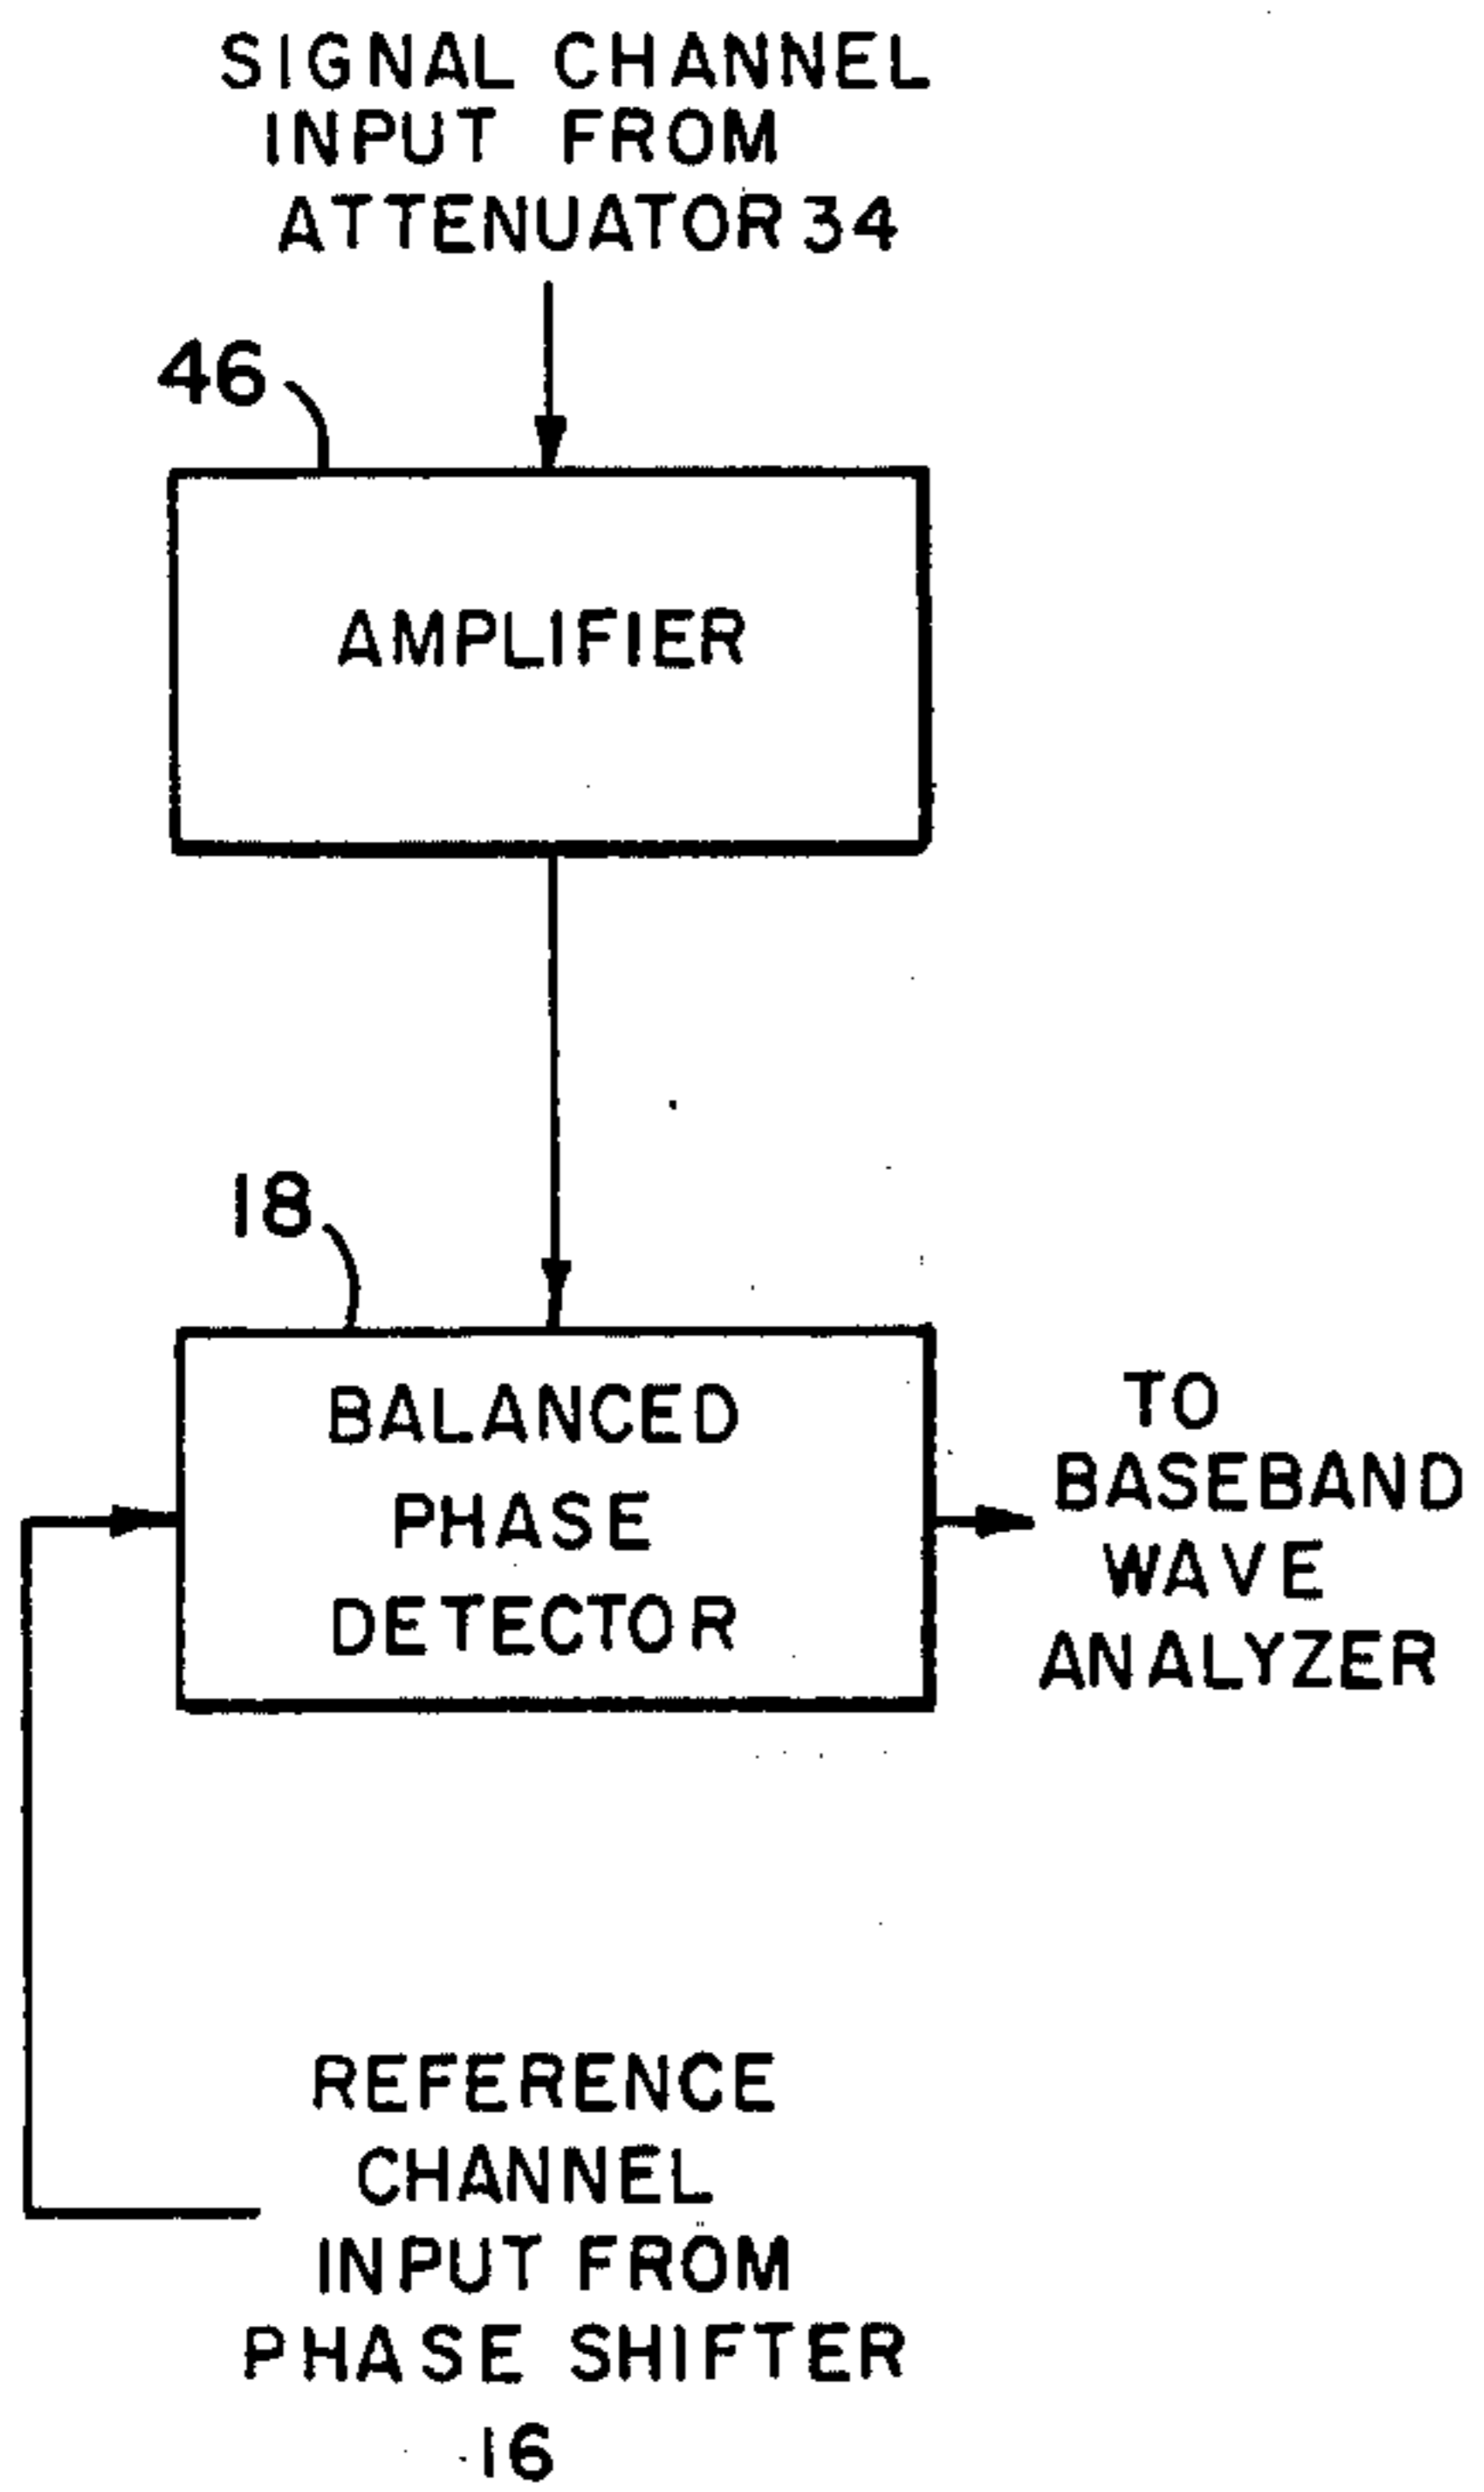 SIGNAL CHANNEL
INPUT FROM
ATTENUATOR 34
46
AMPLIFIER
18
BALANCED
PHASE
DETECTOR
TO
BASEBAND
WAVE
ANALYZER
REFERENCE
CHANNEL
INPUT FROM
PHASE SHIFTER
16